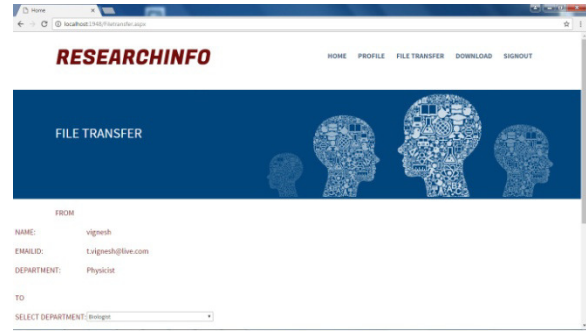 Home
localhost:1948/Filetransfer.aspx
RESEARCHINFO
HOME PROFILE FILE TRANSFER DOWNLOAD SIGNOUT
FILE TRANSFER
FROM
NAME: vignesh
EMAILID: t.vignesh@live.com
DEPARTMENT: Physicist
TO
SELECT DEPARTMENT: Biologist